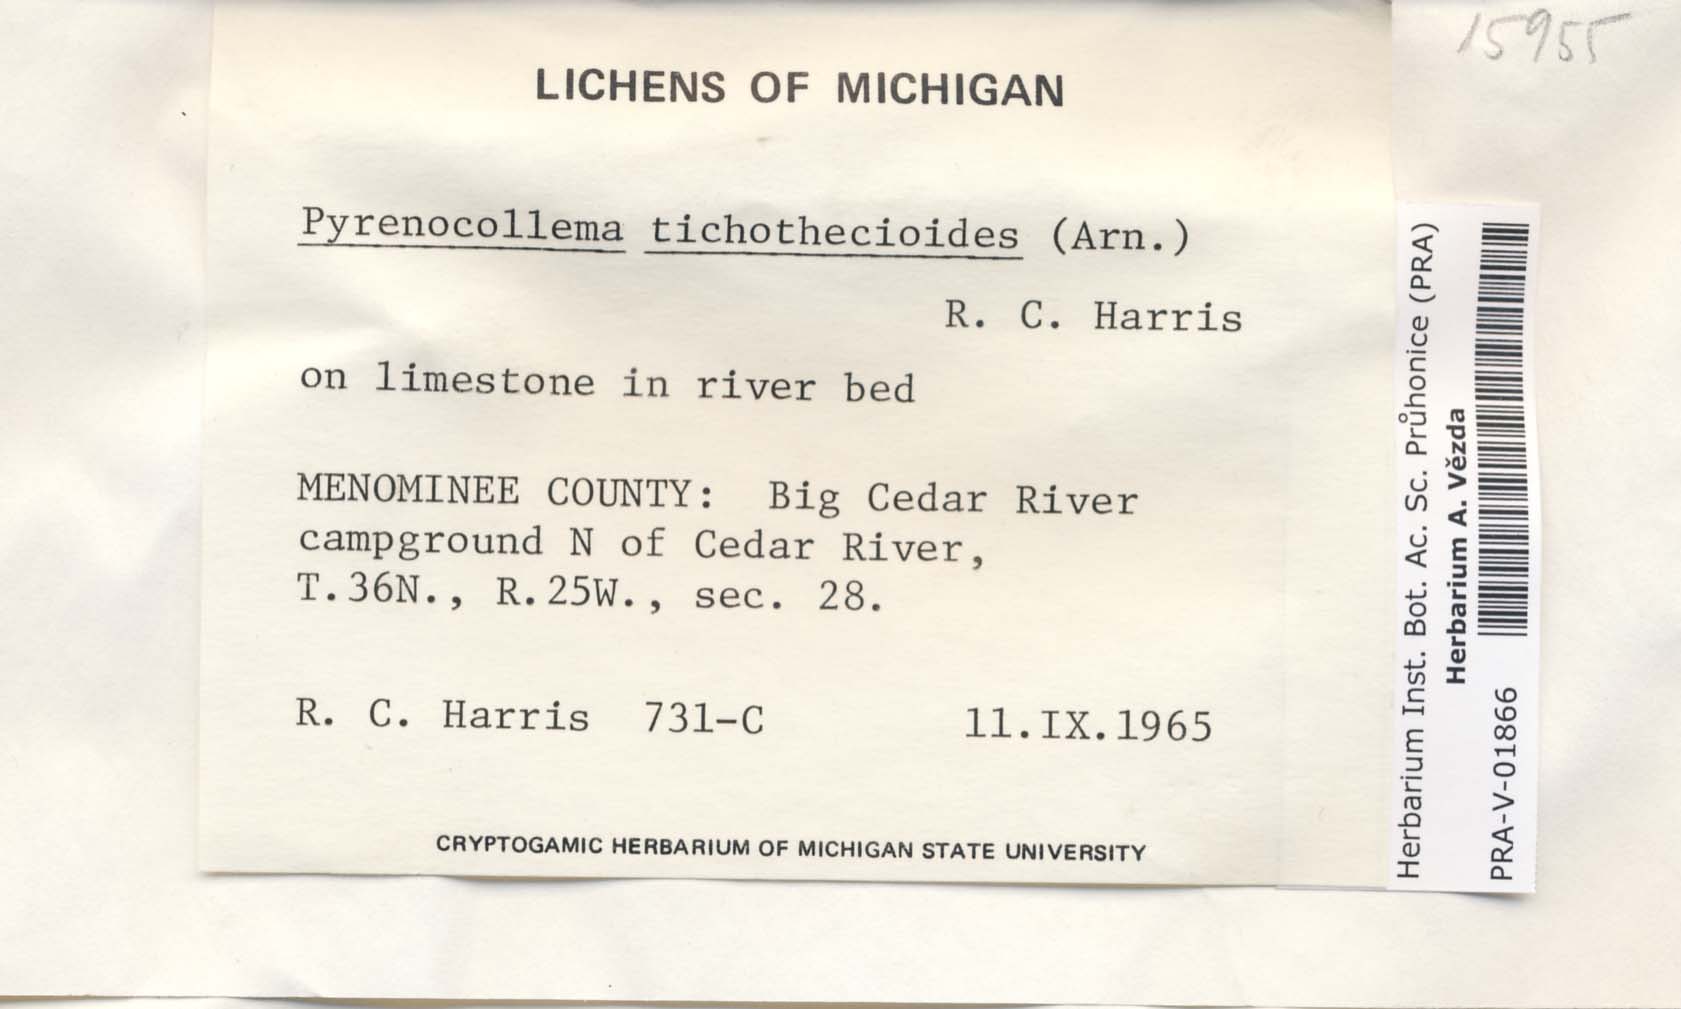 15955
LICHENS OF MICHIGAN
Pyrenocollema tichothecioides (Arn.)
R. C. Harris
on limestone in river bed
MENOMINEE COUNTY: Big Cedar River
campground N of Cedar River,
T.36N., R.25W., sec. 28.
R. C. Harris 731-C 11.IX.1965
CRYPTOGAMIC HERBARIUM OF MICHIGAN STATE UNIVERSITY
Herbarium Inst. Bot. Ac. Sc. Průhonice (PRA)
Herbarium A. Vězda
PRA-V-01866